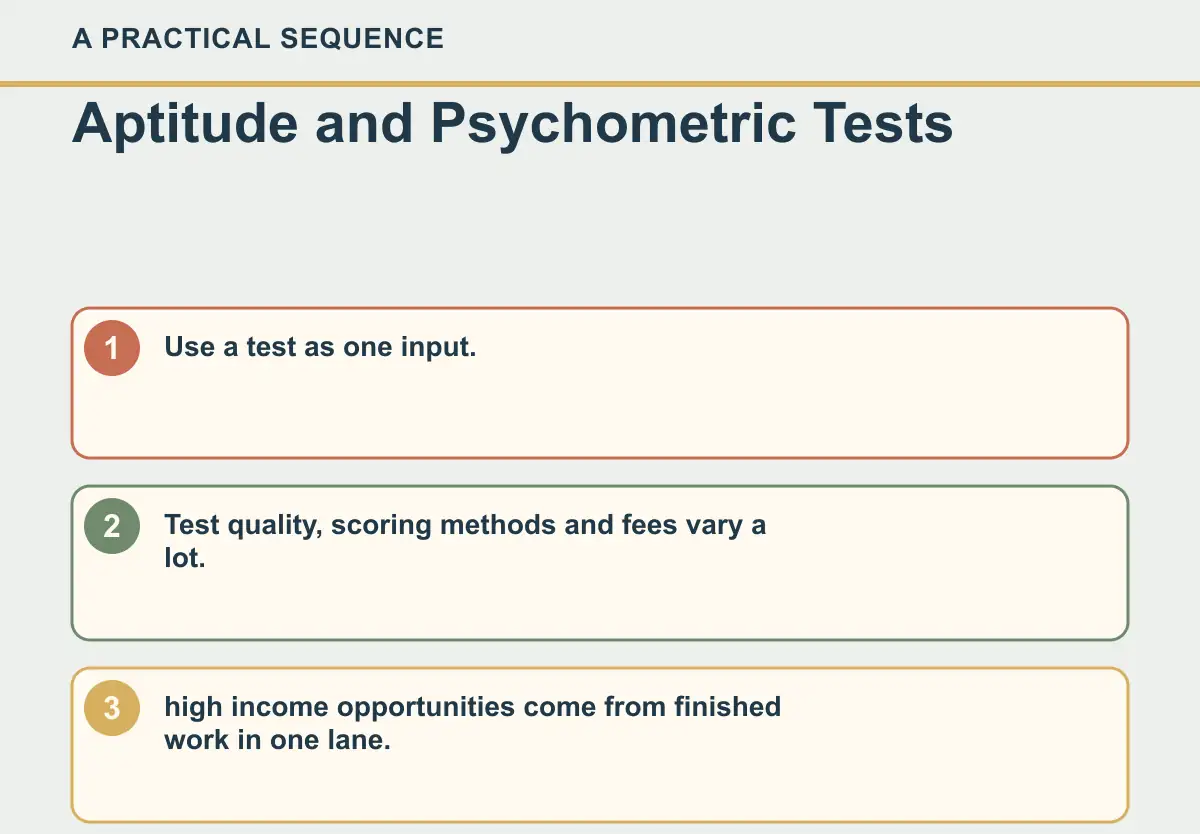 A PRACTICAL SEQUENCE
Aptitude and Psychometric Tests
1
Use a test as one input.
2
Test quality, scoring methods and fees vary a
lot.
3
high income opportunities come from finished
work in one lane.